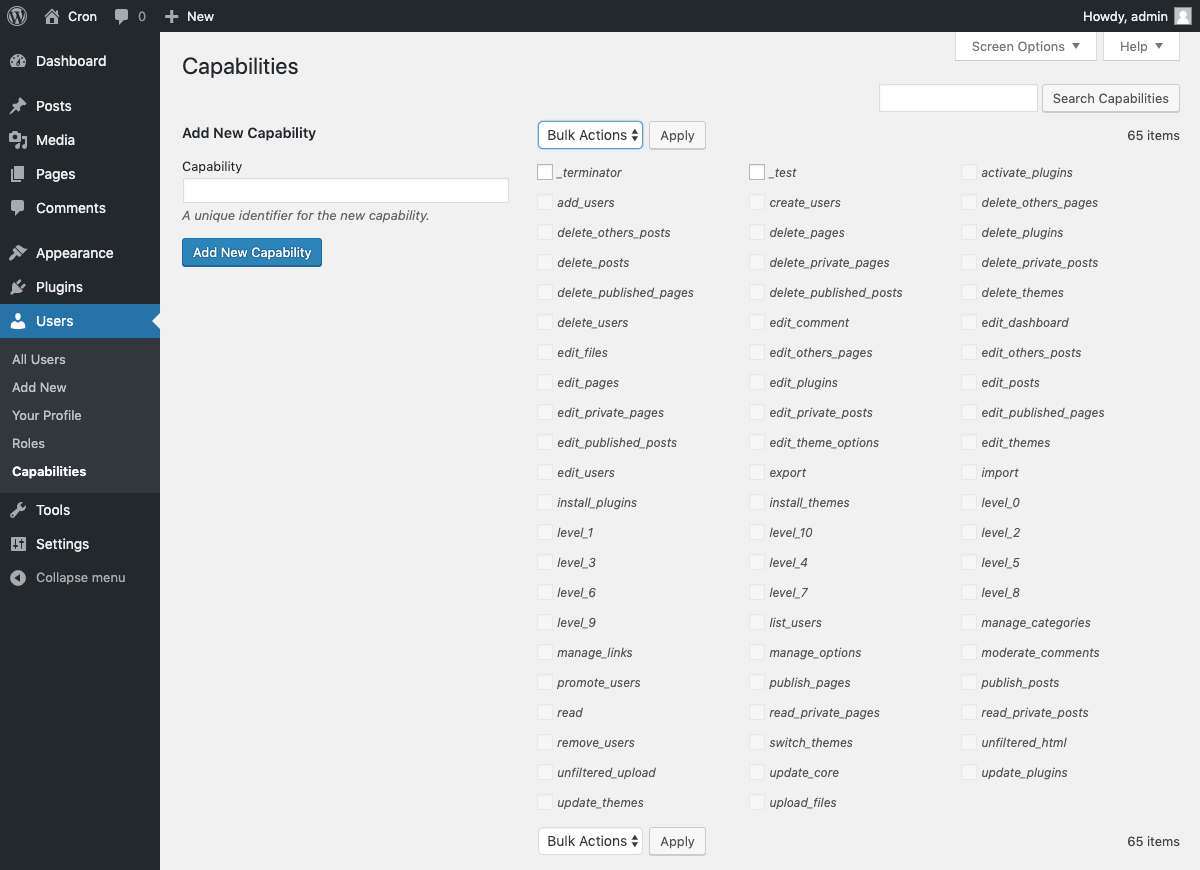 Cron 0 New Howdy, admin
Screen Options Help
Dashboard
Posts
Media
Pages
Comments
Appearance
Plugins
Users
All Users
Add New
Your Profile
Roles
Capabilities
Tools
Settings
Collapse menu
Capabilities
Search Capabilities
Add New Capability
Capability
A unique identifier for the new capability.
Add New Capability
Bulk Actions Apply 65 items
_terminator _test activate_plugins
add_users create_users delete_others_pages
delete_others_posts delete_pages delete_plugins
delete_posts delete_private_pages delete_private_posts
delete_published_pages delete_published_posts delete_themes
delete_users edit_comment edit_dashboard
edit_files edit_others_pages edit_others_posts
edit_pages edit_plugins edit_posts
edit_private_pages edit_private_posts edit_published_pages
edit_published_posts edit_theme_options edit_themes
edit_users export import
install_plugins install_themes level_0
level_1 level_10 level_2
level_3 level_4 level_5
level_6 level_7 level_8
level_9 list_users manage_categories
manage_links manage_options moderate_comments
promote_users publish_pages publish_posts
read read_private_pages read_private_posts
remove_users switch_themes unfiltered_html
unfiltered_upload update_core update_plugins
update_themes upload_files
Bulk Actions Apply 65 items